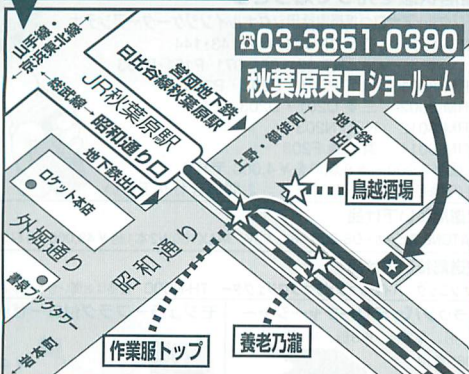 ☎03-3851-0390
秋葉原東口ショールーム
山手線・
京浜東北線
←総武線→
JR秋葉原駅
昭和通り口
営団地下鉄
日比谷線秋葉原駅
地下鉄出口
上野・御徒町→
地下鉄
出口
鳥越酒場
ロケット本店
外堀通り
昭和通り
書泉ブックタワー
←岩本町
作業服トップ
養老乃瀧